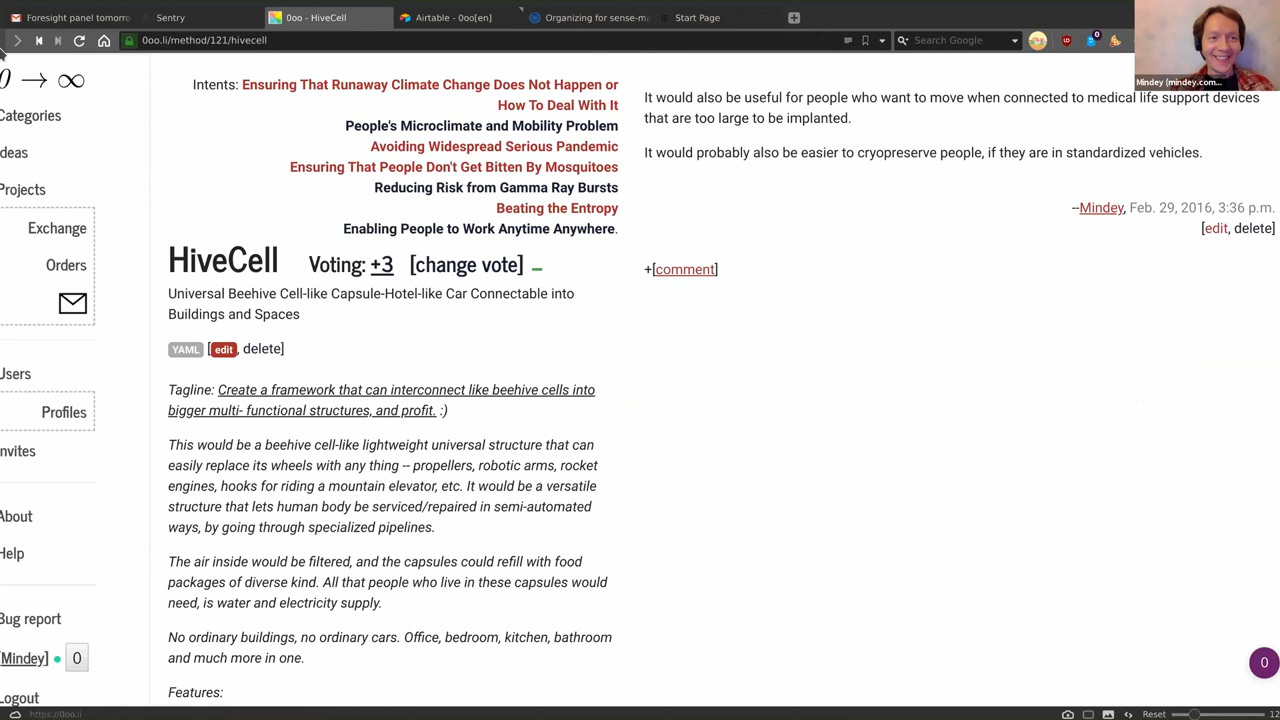 Foresight panel tomorro
Sentry
0oo - HiveCell
Airtable - 0oo[en]
Organizing for sense-ma
Start Page
0oo.li/method/121/hivecell
Search Google
0
Mindey (mindey.com...
0 → ∞
Categories
Ideas
Projects
Exchange
Orders
Users
Profiles
Invites
About
Help
Bug report
[Mindey] 0
Logout
Intents: Ensuring That Runaway Climate Change Does Not Happen or
How To Deal With It
People's Microclimate and Mobility Problem
Avoiding Widespread Serious Pandemic
Ensuring That People Don't Get Bitten By Mosquitoes
Reducing Risk from Gamma Ray Bursts
Beating the Entropy
Enabling People to Work Anytime Anywhere.
HiveCell Voting: +3 [change vote] –
Universal Beehive Cell-like Capsule-Hotel-like Car Connectable into
Buildings and Spaces
YAML [edit, delete]
Tagline: Create a framework that can interconnect like beehive cells into
bigger multi- functional structures, and profit. :)
This would be a beehive cell-like lightweight universal structure that can
easily replace its wheels with any thing -- propellers, robotic arms, rocket
engines, hooks for riding a mountain elevator, etc. It would be a versatile
structure that lets human body be serviced/repaired in semi-automated
ways, by going through specialized pipelines.
The air inside would be filtered, and the capsules could refill with food
packages of diverse kind. All that people who live in these capsules would
need, is water and electricity supply.
No ordinary buildings, no ordinary cars. Office, bedroom, kitchen, bathroom
and much more in one.
Features:
It would also be useful for people who want to move when connected to medical life support devices
that are too large to be implanted.
It would probably also be easier to cryopreserve people, if they are in standardized vehicles.
--Mindey, Feb. 29, 2016, 3:36 p.m.
[edit, delete]
+[comment]
0
https://0oo.li
Reset
12